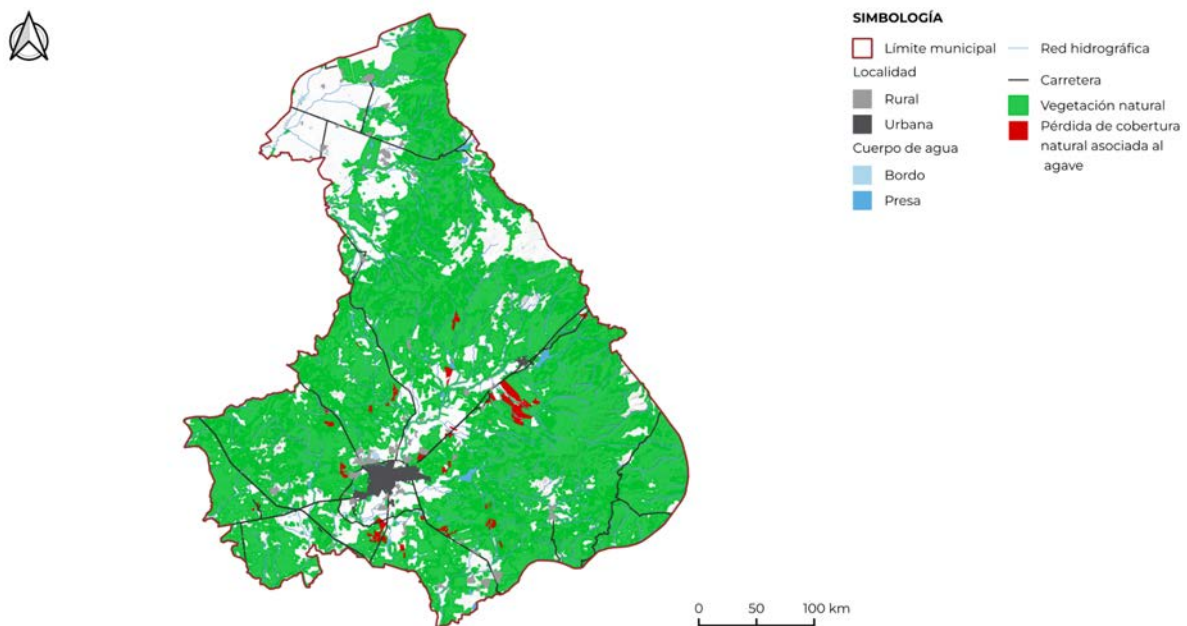 SIMBOLOGÍA
Límite municipal
Localidad
Rural
Urbana
Cuerpo de agua
Bordo
Presa
Red hidrográfica
Carretera
Vegetación natural
Pérdida de cobertura
natural asociada al
agave
0 50 100 km